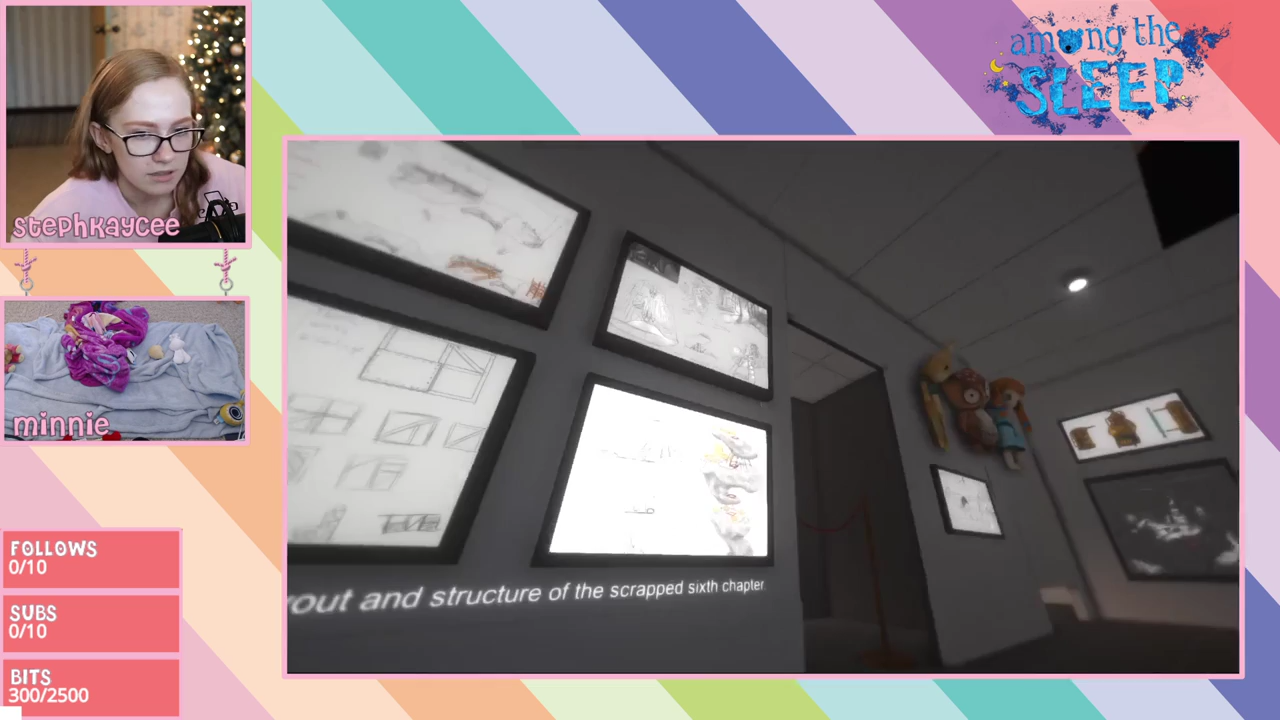 among the
SLEEP
stephkaycee
minnie
FOLLOWS
0/10
SUBS
0/10
BITS
300/2500
and structure of the scrapped sixth chapter